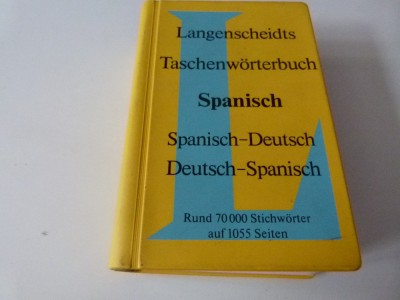 Langenscheidts
Taschenwörterbuch
Spanisch
Spanisch-Deutsch
Deutsch-Spanisch
Rund 70 000 Stichwörter
auf 1055 Seiten